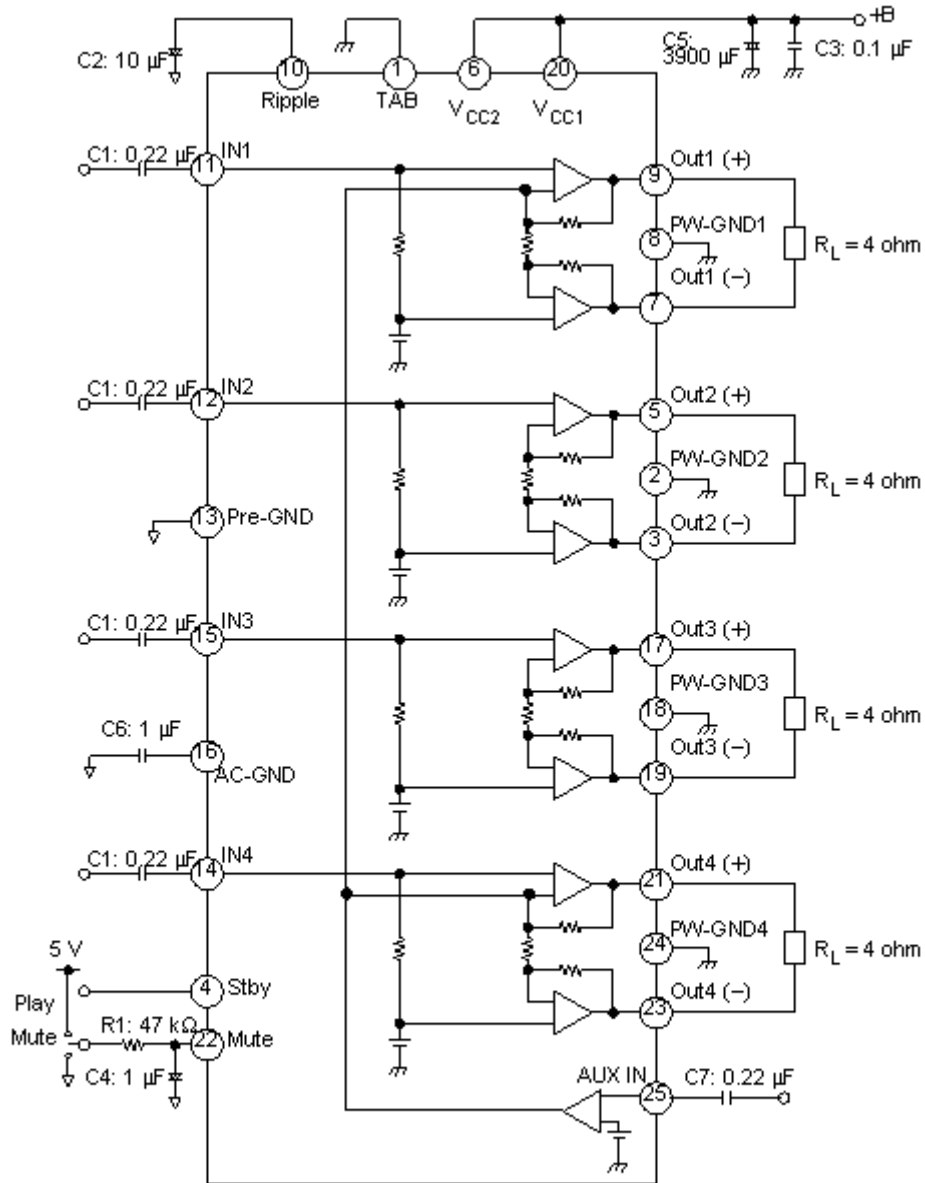 +B
C2: 10 µF
C5:
3900 µF
C3: 0.1 µF
10
1
6
20
Ripple
TAB
VCC2
VCC1
C1: 0.22 µF
11
IN1
Out1 (+)
9
PW-GND1
8
RL = 4 ohm
Out1 (−)
7
C1: 0.22 µF
12
IN2
Out2 (+)
5
PW-GND2
2
RL = 4 ohm
13
Pre-GND
Out2 (−)
3
C1: 0.22 µF
15
IN3
Out3 (+)
17
PW-GND3
18
RL = 4 ohm
C6: 1 µF
16
AC-GND
Out3 (−)
19
C1: 0.22 µF
14
IN4
Out4 (+)
21
PW-GND4
24
RL = 4 ohm
5 V
4
Stby
Out4 (−)
23
Play
Mute
R1: 47 kΩ
22
Mute
C4: 1 µF
AUX IN
25
C7: 0.22 µF